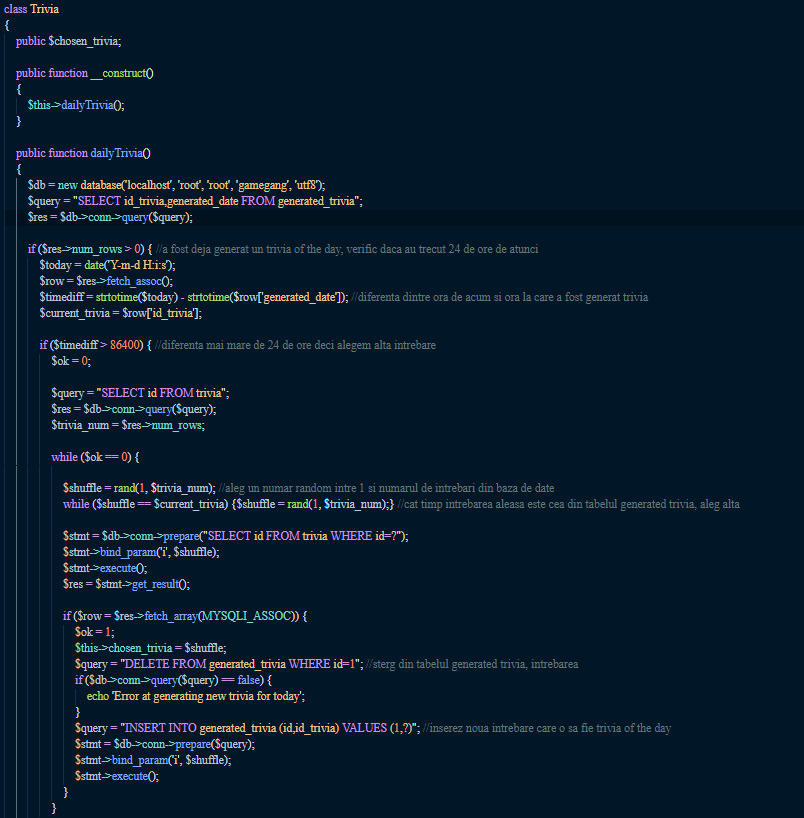 class Trivia
{
public $chosen_trivia;
public function __construct()
{
$this->dailyTrivia();
}
public function dailyTrivia()
{
$db = new database('localhost', 'root', 'root', 'gamegang', 'utf8');
$query = "SELECT id_trivia,generated_date FROM generated_trivia";
$res = $db->conn->query($query);
if ($res->num_rows > 0) { //a fost deja generat un trivia of the day, verific daca au trecut 24 de ore de atunci
$today = date('Y-m-d H:i:s');
$row = $res->fetch_assoc();
$timediff = strtotime($today) - strtotime($row['generated_date']); //diferenta dintre ora de acum si ora la care a fost generat trivia
$current_trivia = $row['id_trivia'];
if ($timediff > 86400) { //diferenta mai mare de 24 de ore deci alegem alta intrebare
$ok = 0;
$query = "SELECT id FROM trivia";
$res = $db->conn->query($query);
$trivia_num = $res->num_rows;
while ($ok == 0) {
$shuffle = rand(1, $trivia_num); //aleg un numar random intre 1 si numarul de intrebari din baza de date
while ($shuffle == $current_trivia) {$shuffle = rand(1, $trivia_num);} //cat timp intrebarea aleasa este cea din tabelul generated trivia, aleg alta
$stmt = $db->conn->prepare("SELECT id FROM trivia WHERE id=?");
$stmt->bind_param('i', $shuffle);
$stmt->execute();
$res = $stmt->get_result();
if ($row = $res->fetch_array(MYSQLI_ASSOC)) {
$ok = 1;
$this->chosen_trivia = $shuffle;
$query = "DELETE FROM generated_trivia WHERE id=1"; //sterg din tabelul generated trivia, intrebarea
if ($db->conn->query($query) == false) {
echo 'Error at generating new trivia for today';
}
$query = "INSERT INTO generated_trivia (id,id_trivia) VALUES (1,?)"; //inserez noua intrebare care o sa fie trivia of the day
$stmt = $db->conn->prepare($query);
$stmt->bind_param('i', $shuffle);
$stmt->execute();
}
}